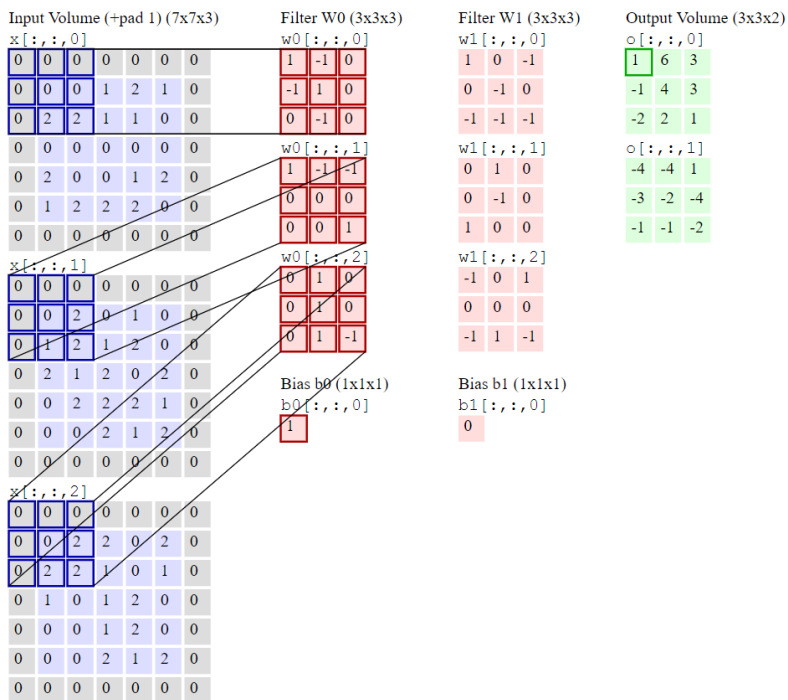 Input Volume (+pad 1) (7x7x3)
x[:,:,0]
0 0 0 0 0 0 0
0 0 0 1 2 1 0
0 2 2 1 1 0 0
0 0 0 0 0 0 0
0 2 0 0 1 2 0
0 1 2 2 2 0 0
0 0 0 0 0 0 0
x[:,:,1]
0 0 0 0 0 0 0
0 0 2 0 1 0 0
0 1 2 1 2 0 0
0 2 1 2 0 2 0
0 0 2 2 2 1 0
0 0 0 2 1 2 0
0 0 0 0 0 0 0
x[:,:,2]
0 0 0 0 0 0 0
0 0 2 2 0 2 0
0 2 2 1 0 1 0
0 1 0 1 2 0 0
0 0 0 1 2 0 0
0 0 0 2 1 2 0
0 0 0 0 0 0 0
Filter W0 (3x3x3)
w0[:,:,0]
1 -1 0
-1 1 0
0 -1 0
w0[:,:,1]
1 -1 -1
0 0 0
0 0 1
w0[:,:,2]
0 1 0
0 1 0
0 1 -1
Bias b0 (1x1x1)
b0[:,:,0]
1
Filter W1 (3x3x3)
w1[:,:,0]
1 0 -1
0 -1 0
-1 -1 -1
w1[:,:,1]
0 1 0
0 -1 0
1 0 0
w1[:,:,2]
-1 0 1
0 0 0
-1 1 -1
Bias b1 (1x1x1)
b1[:,:,0]
0
Output Volume (3x3x2)
o[:,:,0]
1 6 3
-1 4 3
-2 2 1
o[:,:,1]
-4 -4 1
-3 -2 -4
-1 -1 -2